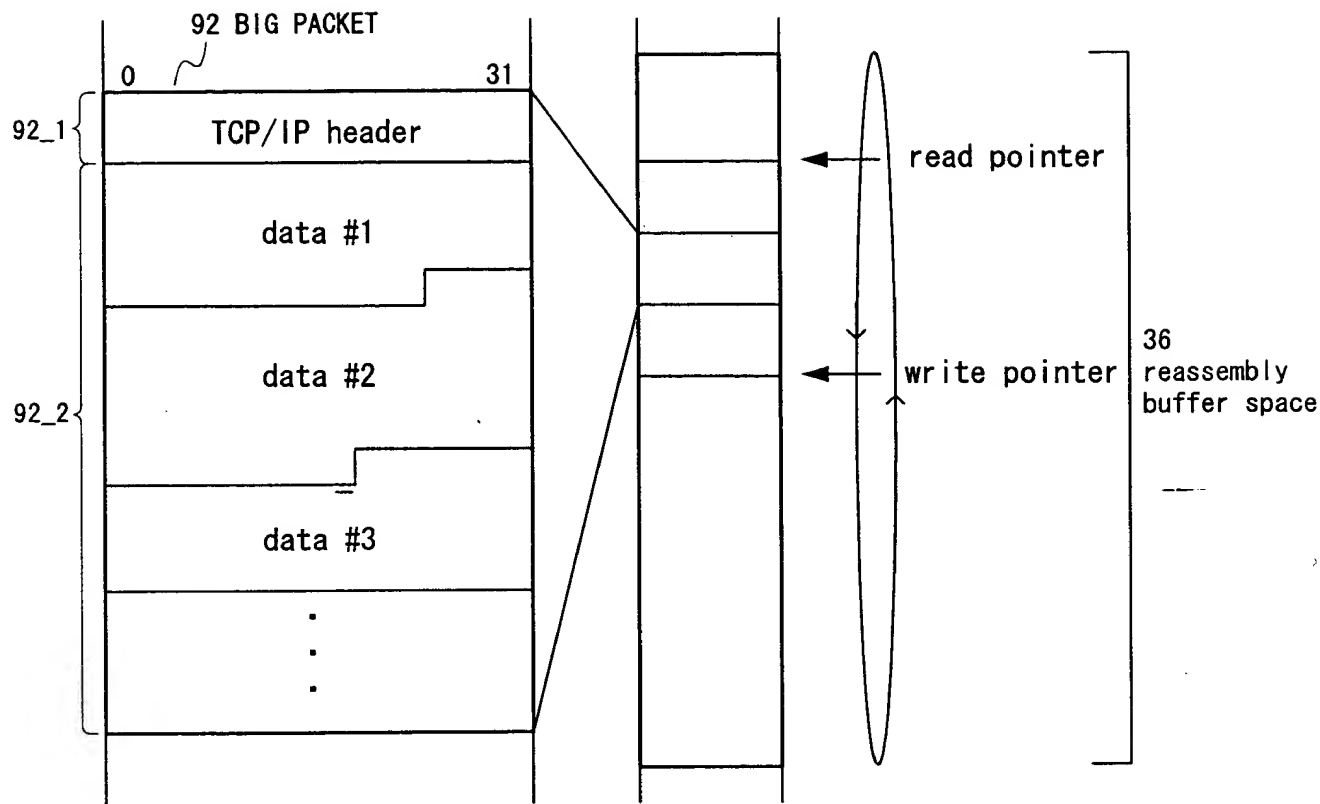 92 BIG PACKET
0 31
92_1
TCP/IP header
read pointer
data #1
data #2
92_2
write pointer
36
reassembly
buffer space
data #3